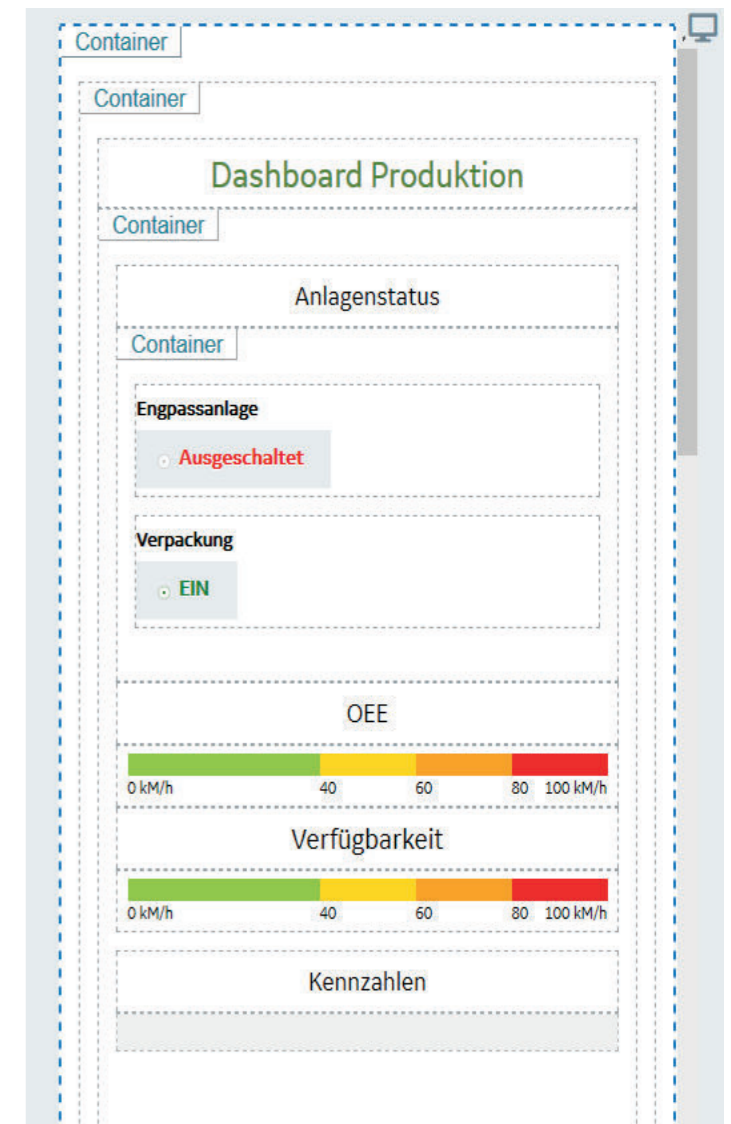 Container
Container
Dashboard Produktion
Container
Anlagenstatus
Container
Engpassanlage
Ausgeschaltet
Verpackung
EIN
OEE
0 kM/h 40 60 80 100 kM/h
Verfügbarkeit
0 kM/h 40 60 80 100 kM/h
Kennzahlen